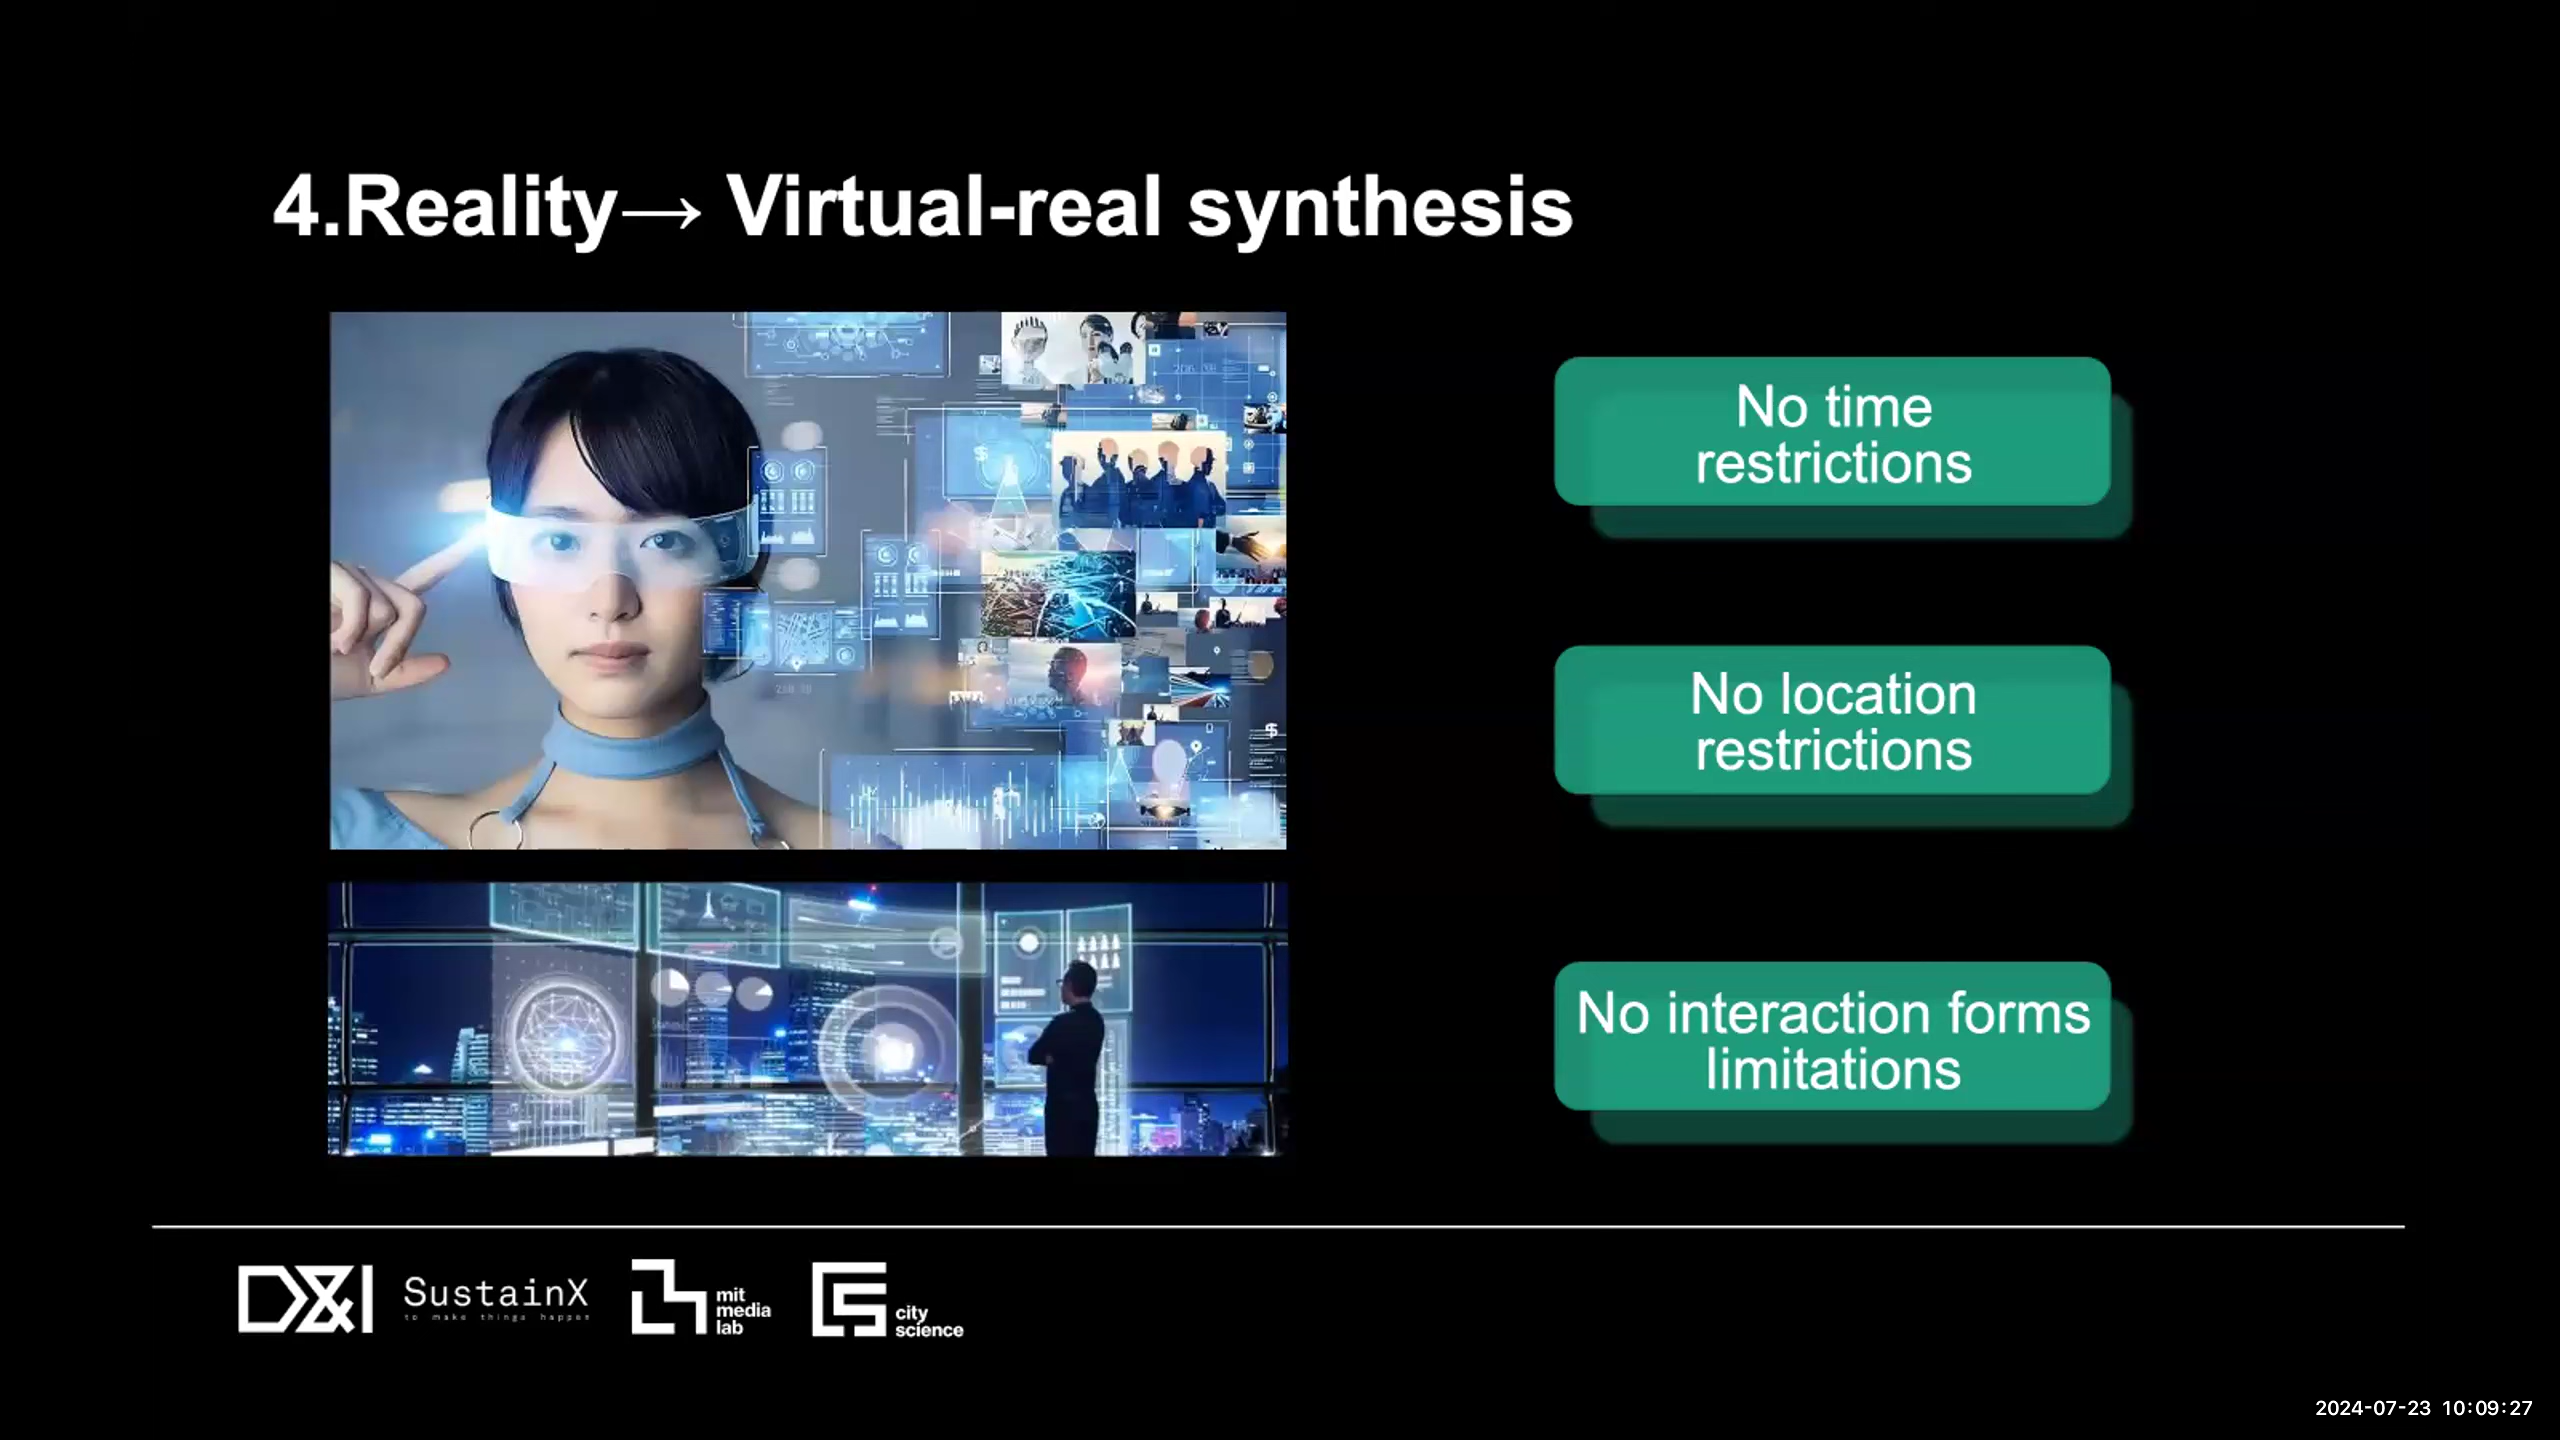 4.Reality→ Virtual-real synthesis
No time
restrictions
No location
restrictions
No interaction forms
limitations
D&I
SustainX
to make things happen
mit
media
lab
city
science
2024-07-23 10:09:27